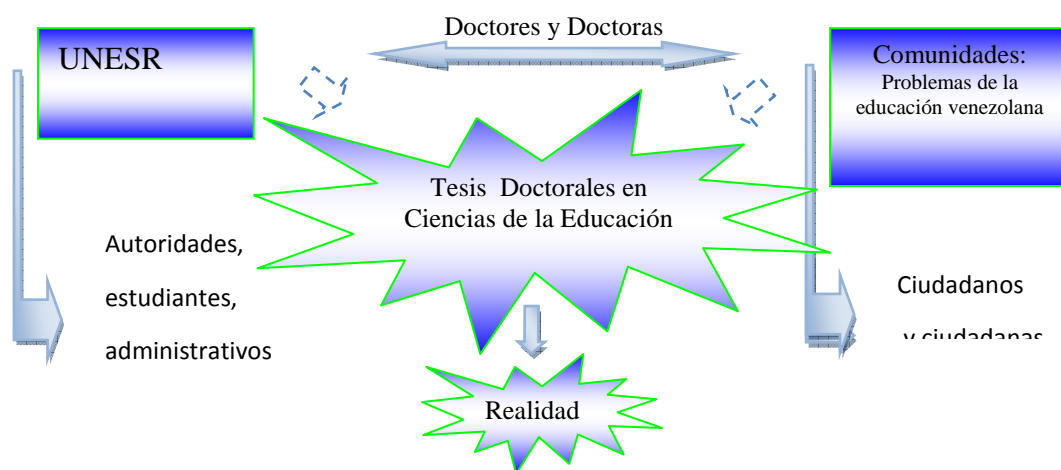 Doctores y Doctoras
UNESR
Comunidades:
Problemas de la
educación venezolana
Tesis Doctorales en
Ciencias de la Educación
Autoridades,
estudiantes,
administrativos
Ciudadanos
y ciudadanas
Realidad